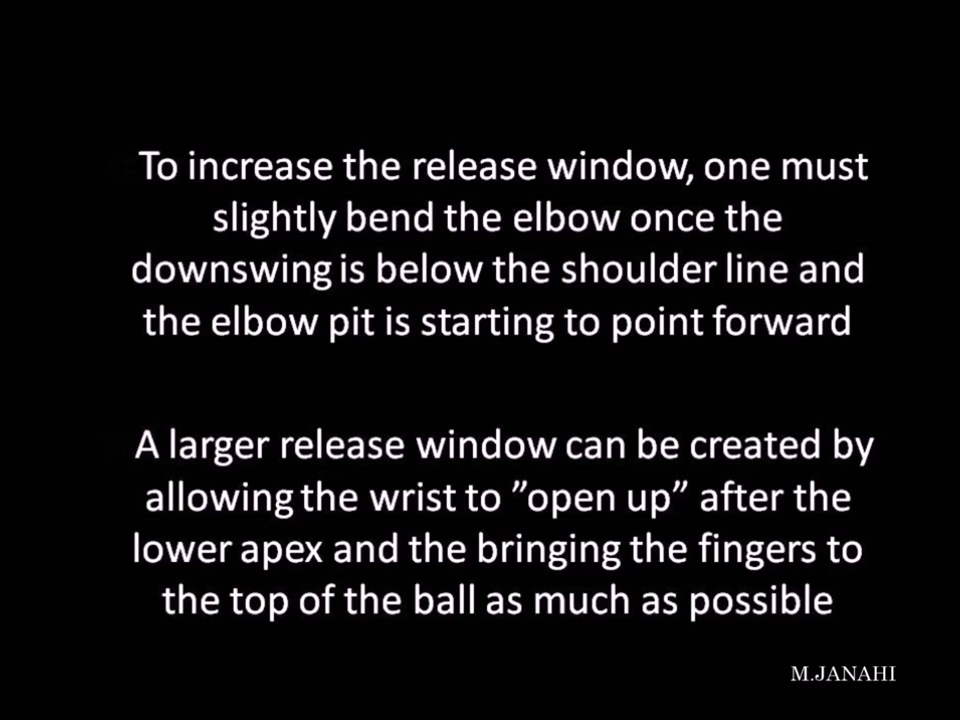 To increase the release window, one must
slightly bend the elbow once the
downswing is below the shoulder line and
the elbow pit is starting to point forward
A larger release window can be created by
allowing the wrist to ”open up” after the
lower apex and the bringing the fingers to
the top of the ball as much as possible
M.JANAHI